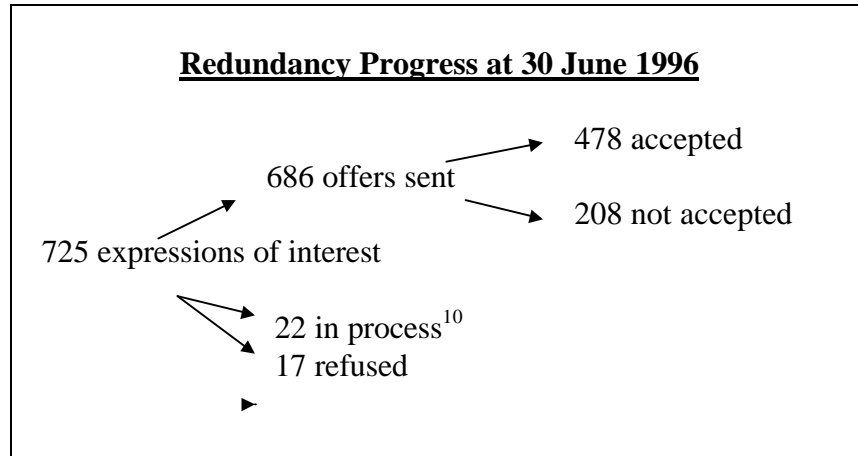 Redundancy Progress at 30 June 1996
478 accepted
686 offers sent
208 not accepted
725 expressions of interest
22 in process10
17 refused